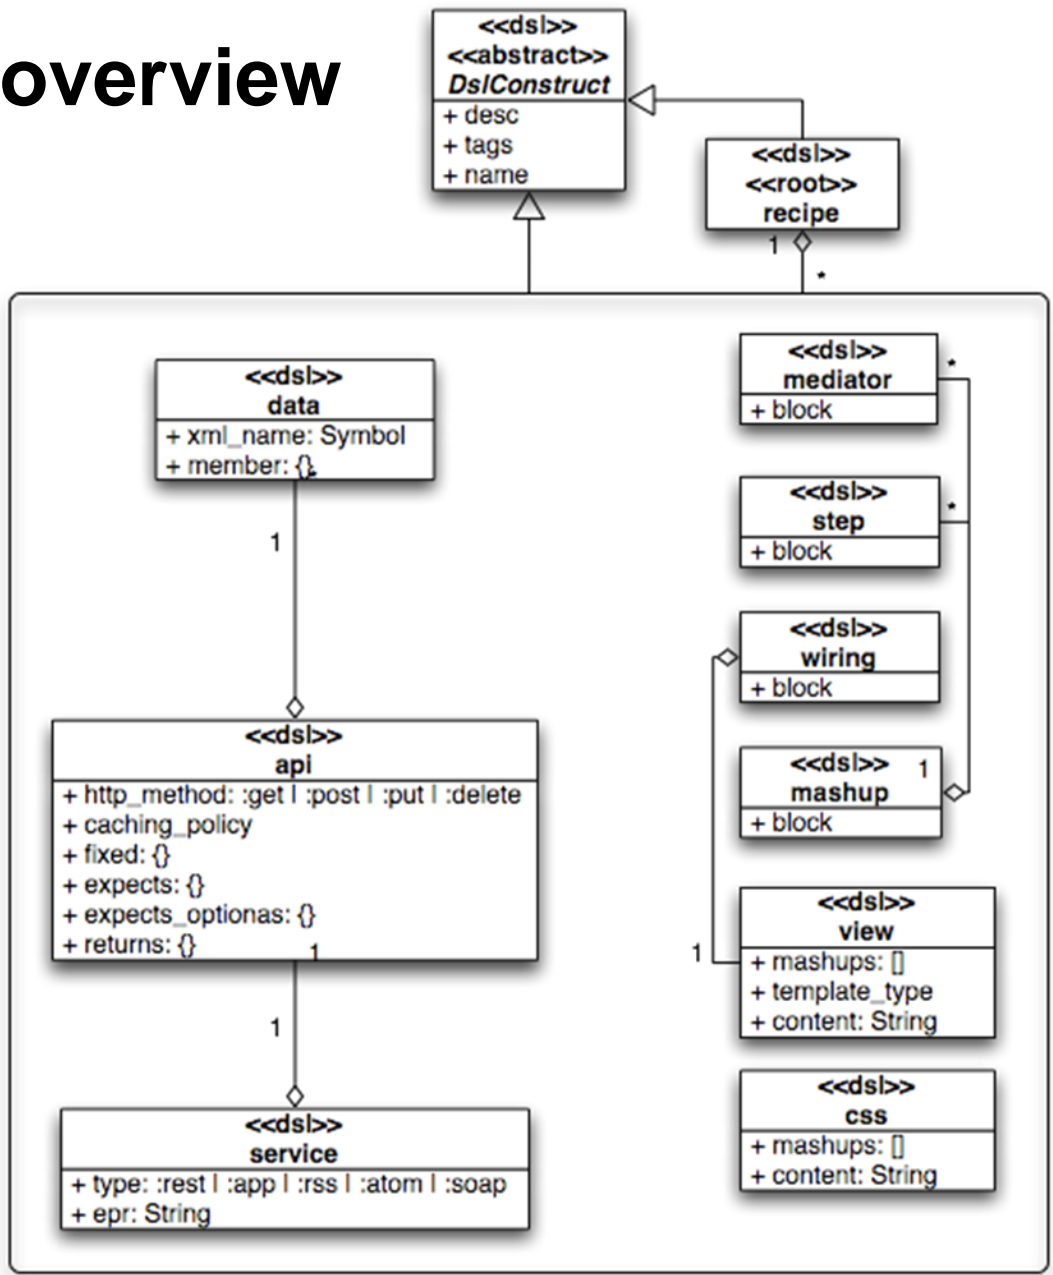 overview
<<dsl>>
<<abstract>>
DslConstruct
+ desc
+ tags
+ name
<<dsl>>
<<root>>
recipe
1
*
<<dsl>>
data
+ xml_name: Symbol
+ member: {}
1
<<dsl>>
api
+ http_method: :get | :post | :put | :delete
+ caching_policy
+ fixed: {}
+ expects: {}
+ expects_optionas: {}
+ returns: {}
1
1
<<dsl>>
service
+ type: :rest | :app | :rss | :atom | :soap
+ epr: String
<<dsl>>
mediator
+ block
*
<<dsl>>
step
+ block
*
<<dsl>>
wiring
+ block
<<dsl>>
mashup
+ block
1
<<dsl>>
view
+ mashups: []
+ template_type
+ content: String
1
<<dsl>>
css
+ mashups: []
+ content: String